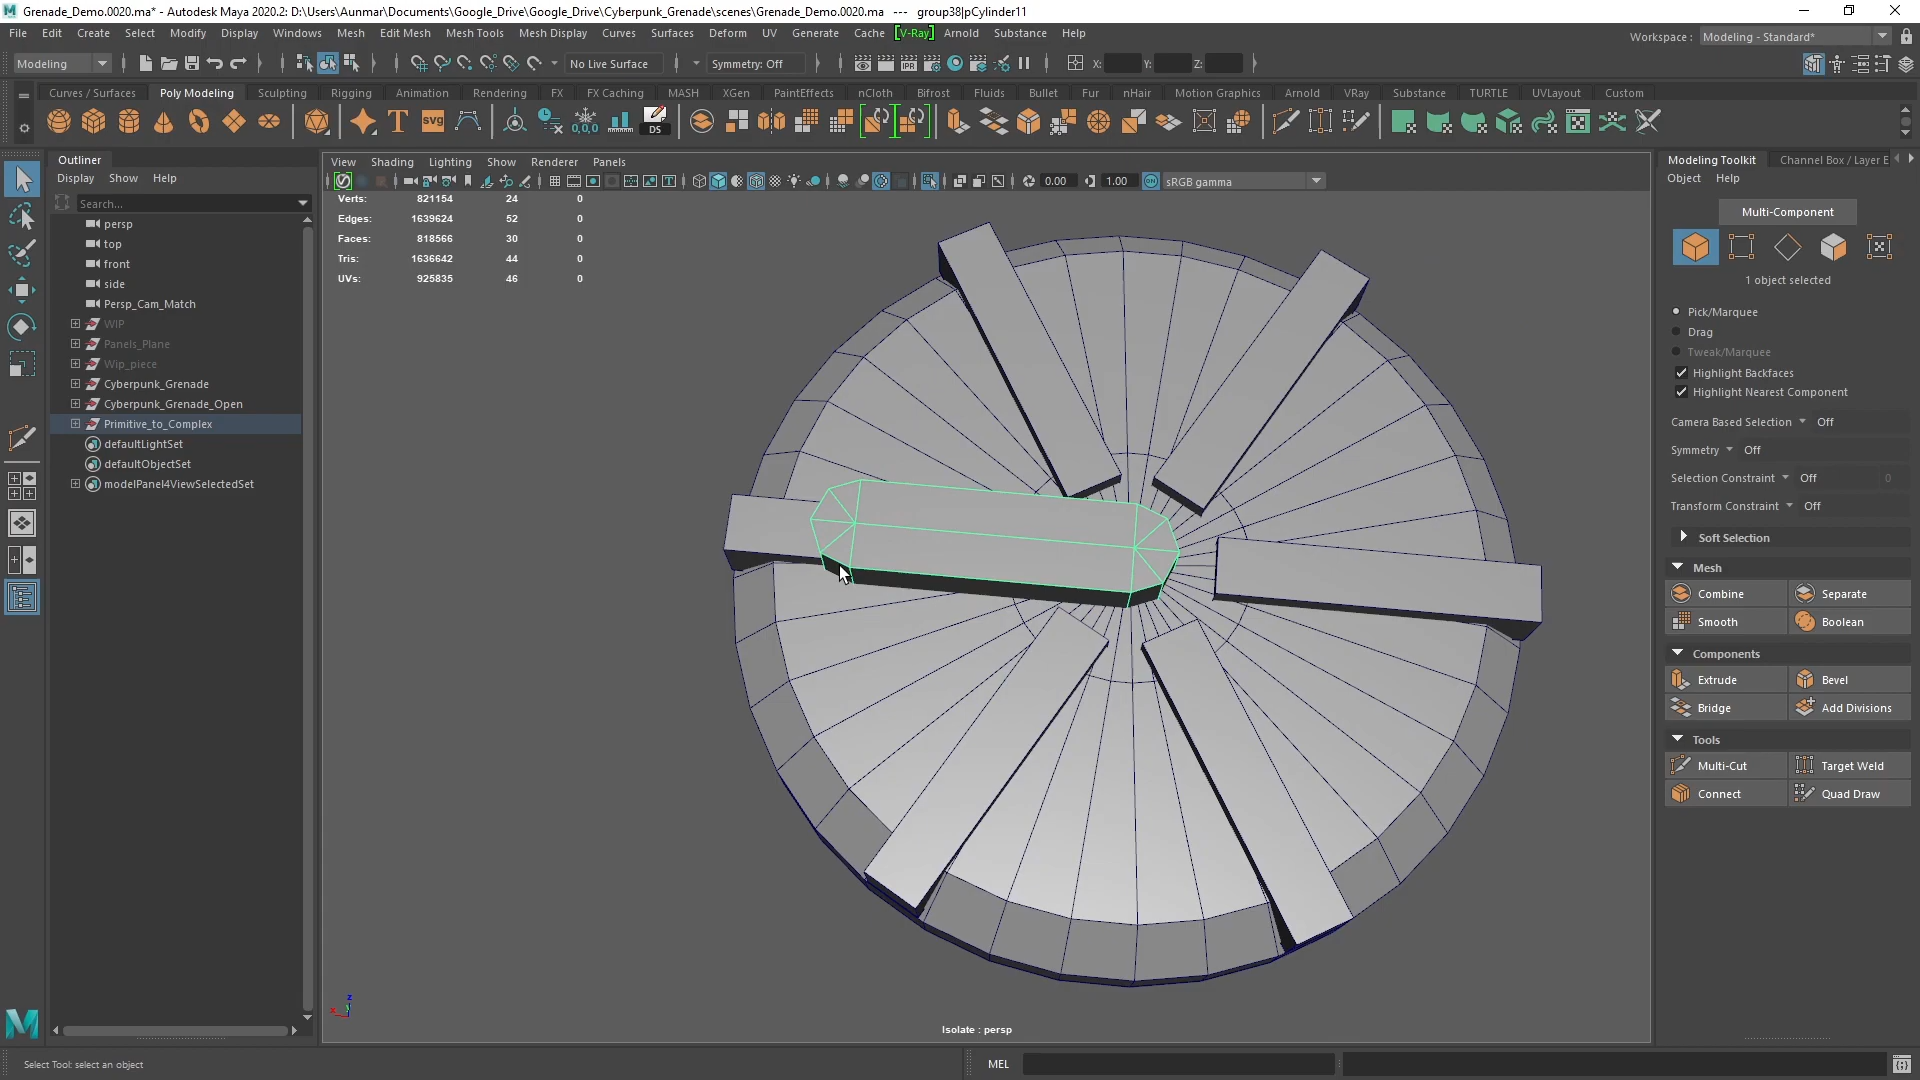 Grenade_Demo.0020.ma* - Autodesk Maya 2020.2: D:\Users\Aunmar\Documents\Google_Drive\Google_Drive\Cyberpunk_Grenade\scenes\Grenade_Demo.0020.ma --- group38|pCylinder11
File Edit Create Select Modify Display Windows Mesh Edit Mesh Mesh Tools Mesh Display Curves Surfaces Deform UV Generate Cache [V-Ray] Arnold Substance Help
Workspace : Modeling - Standard*
Modeling No Live Surface Symmetry: Off X: Y: Z:
Curves / Surfaces Poly Modeling Sculpting Rigging Animation Rendering FX FX Caching MASH XGen PaintEffects nCloth Bifrost Fluids Bullet Fur nHair Motion Graphics Arnold VRay Substance TURTLE UVLayout Custom
T SVG 0,0,0 DS
Outliner
Display Show Help
Search...
persp
top
front
side
Persp_Cam_Match
WIP
Panels_Plane
Wip_piece
Cyberpunk_Grenade
Cyberpunk_Grenade_Open
Primitive_to_Complex
defaultLightSet
defaultObjectSet
modelPanel4ViewSelectedSet
View Shading Lighting Show Renderer Panels
0.00 1.00 ON sRGB gamma
Verts: 821154 24 0
Edges: 1639624 52 0
Faces: 818566 30 0
Tris: 1636642 44 0
UVs: 925835 46 0
Isolate : persp
Modeling Toolkit Channel Box / Layer E
Object Help
Multi-Component
1 object selected
Pick/Marquee
Drag
Tweak/Marquee
Highlight Backfaces
Highlight Nearest Component
Camera Based Selection Off
Symmetry Off
Selection Constraint Off 0
Transform Constraint Off
Soft Selection
Mesh
Combine Separate
Smooth Boolean
Components
Extrude Bevel
Bridge Add Divisions
Tools
Multi-Cut Target Weld
Connect Quad Draw
Select Tool: select an object
MEL